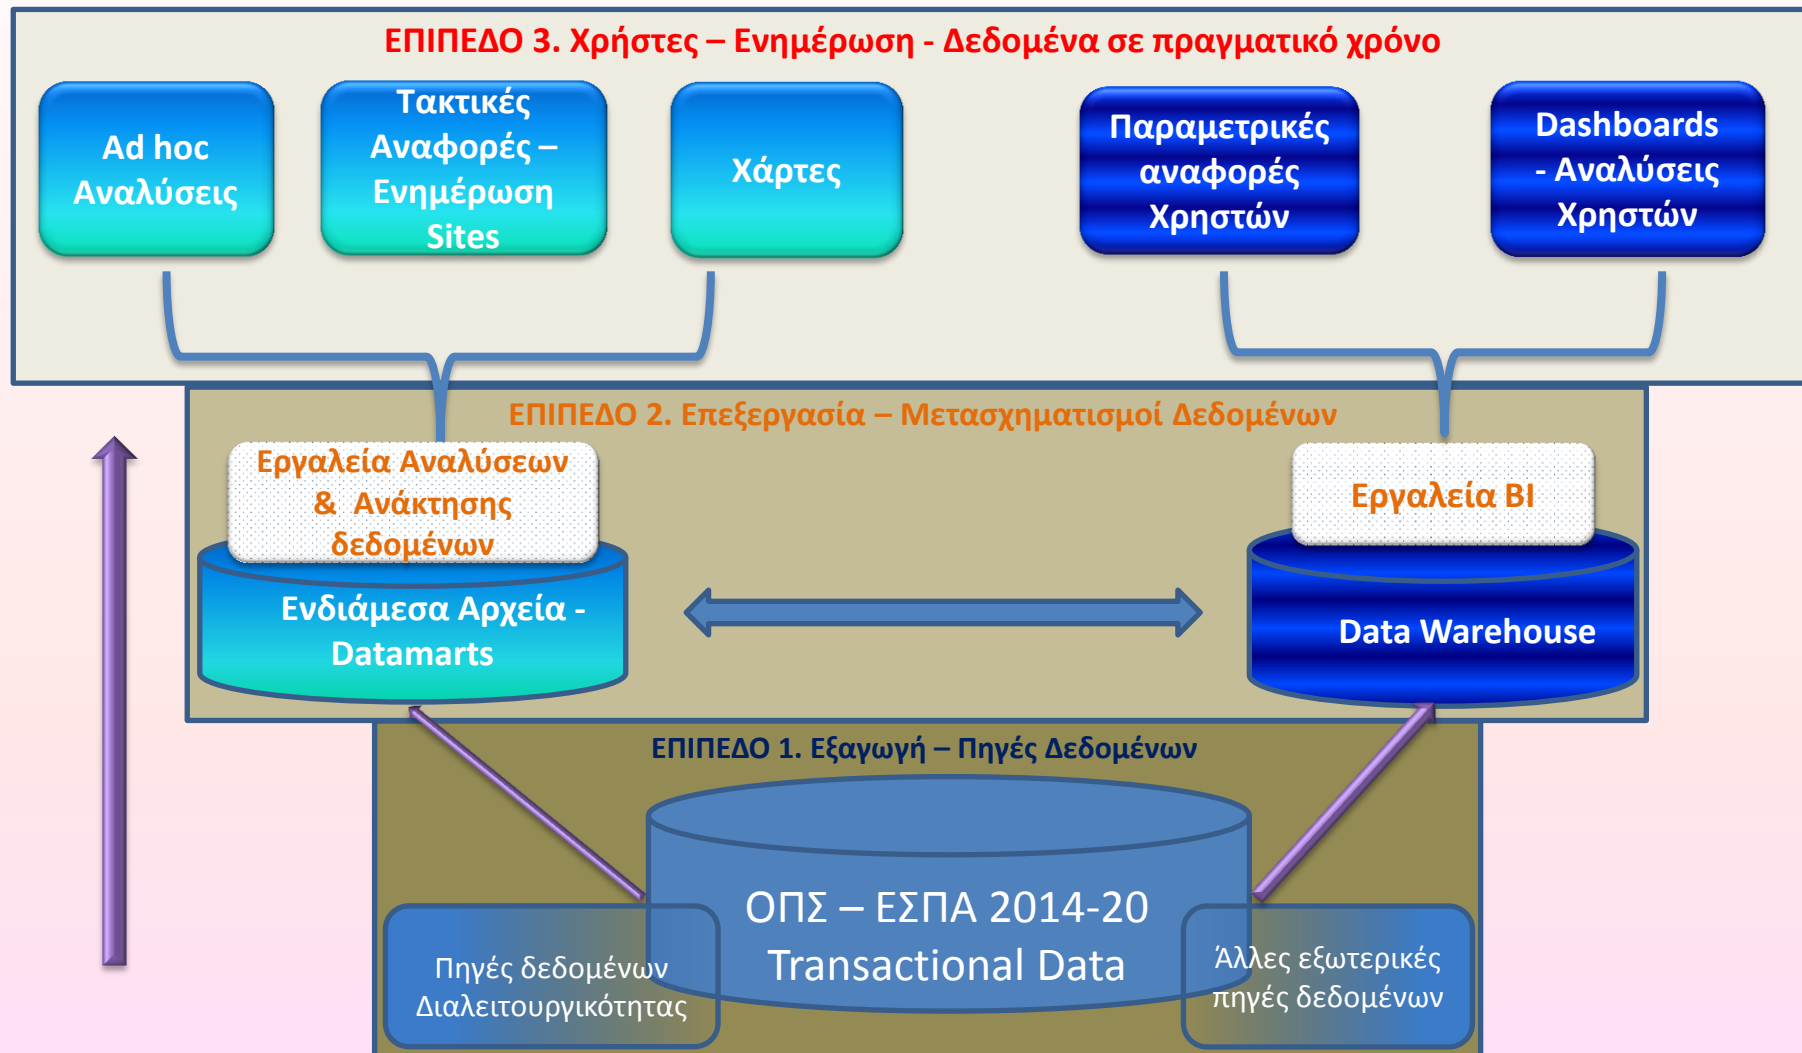 ΕΠΙΠΕΔΟ 3. Χρήστες – Ενημέρωση - Δεδομένα σε πραγματικό χρόνο
Ad hoc
Αναλύσεις
Τακτικές
Αναφορές –
Ενημέρωση
Sites
Χάρτες
Παραμετρικές
αναφορές
Χρηστών
Dashboards
- Αναλύσεις
Χρηστών
ΕΠΙΠΕΔΟ 2. Επεξεργασία – Μετασχηματισμοί Δεδομένων
Εργαλεία Αναλύσεων
& Ανάκτησης
δεδομένων
Ενδιάμεσα Αρχεία -
Datamarts
Εργαλεία BI
Data Warehouse
ΕΠΙΠΕΔΟ 1. Εξαγωγή – Πηγές Δεδομένων
ΟΠΣ – ΕΣΠΑ 2014-20
Transactional Data
Πηγές δεδομένων
Διαλειτουργικότητας
Άλλες εξωτερικές
πηγές δεδομένων